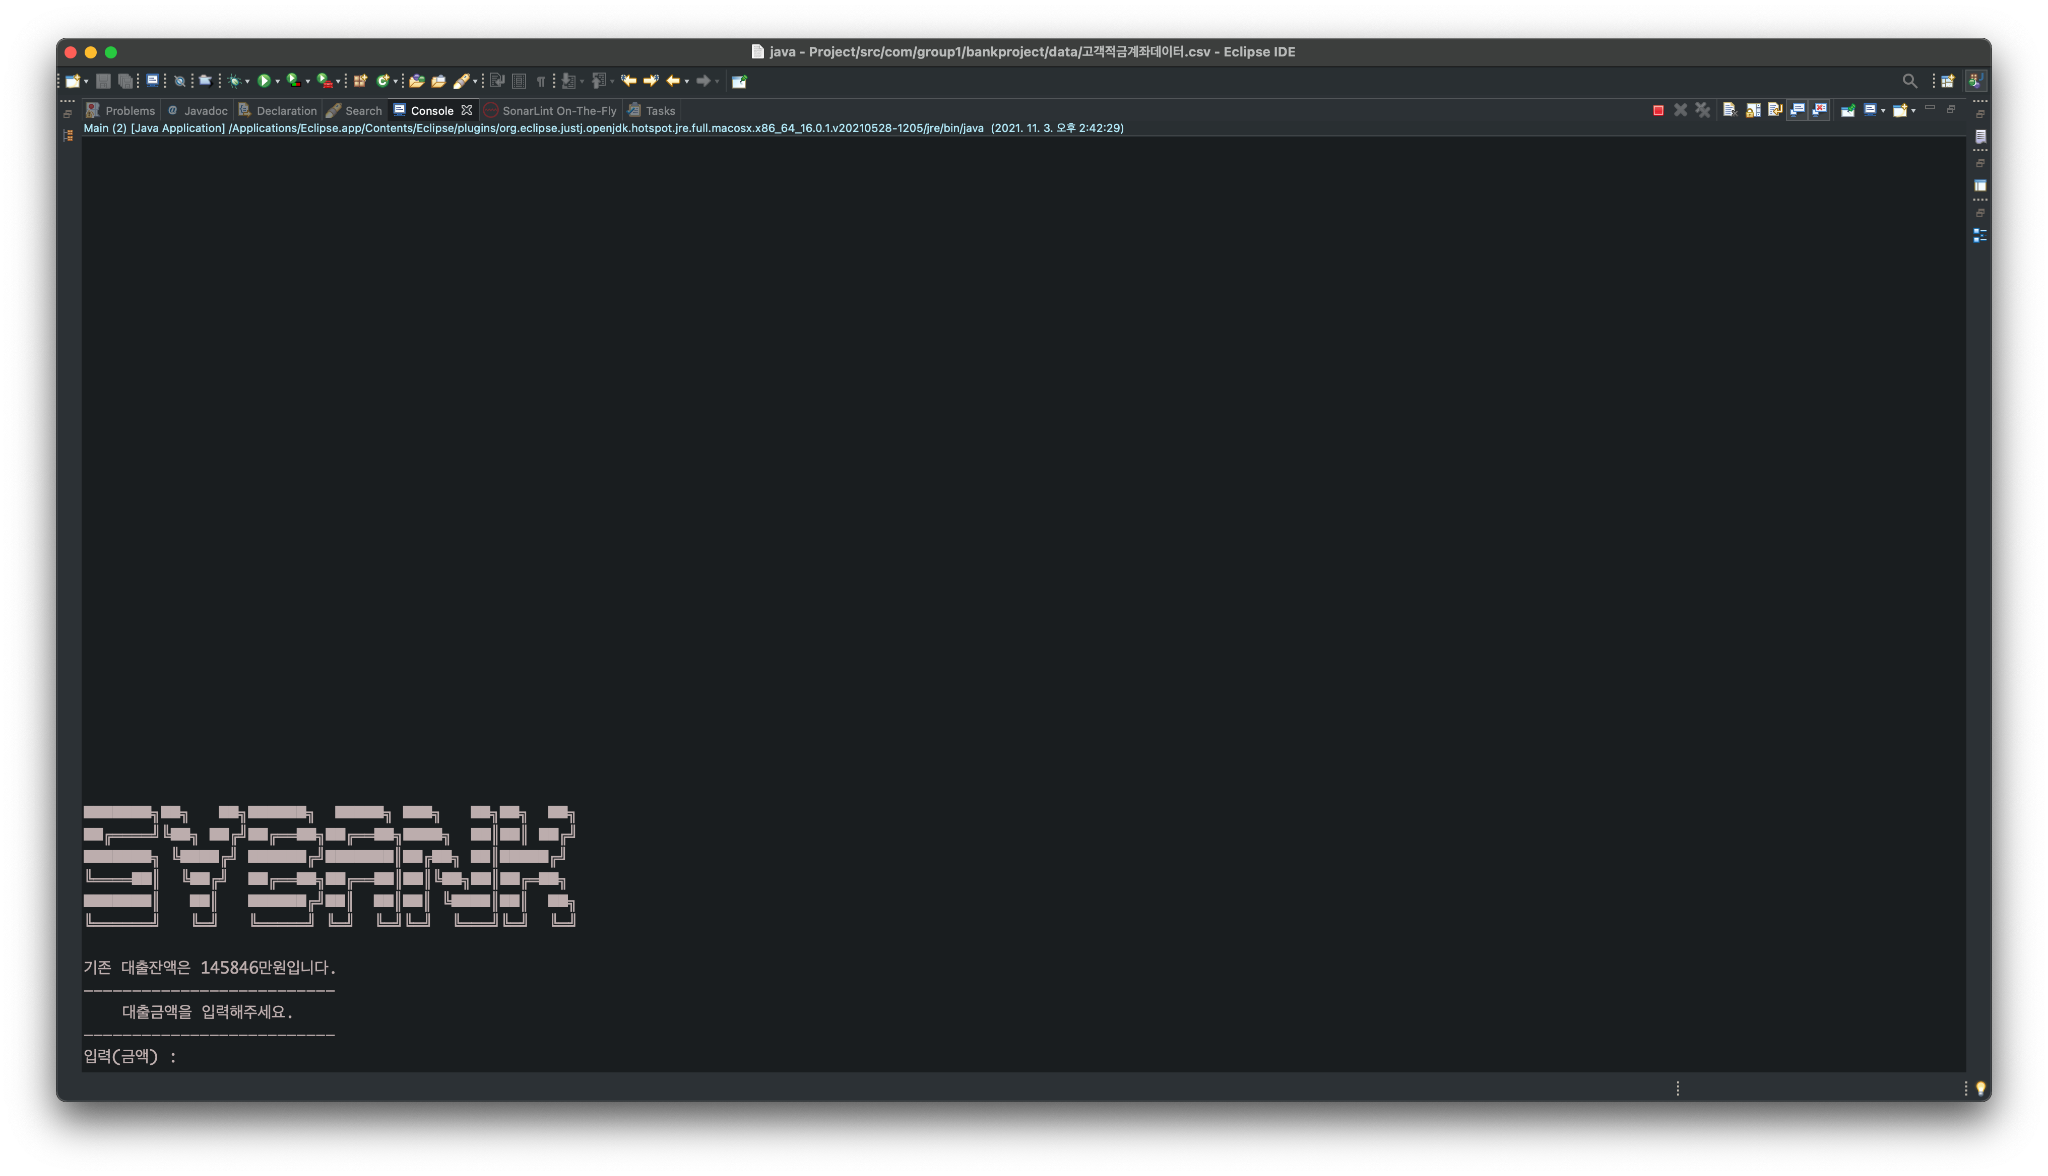 java - Project/src/com/group1/bankproject/data/고객적금계좌데이터.csv - Eclipse IDE
Problems Javadoc Declaration Search Console SonarLint On-The-Fly Tasks
Main (2) [Java Application] /Applications/Eclipse.app/Contents/Eclipse/plugins/org.eclipse.justj.openjdk.hotspot.jre.full.macosx.x86_64_16.0.1.v20210528-1205/jre/bin/java (2021. 11. 3. 오후 2:42:29)
SYBANK
기존 대출잔액은 145846만원입니다.
--------------------------
대출금액을 입력해주세요.
--------------------------
입력(금액) :